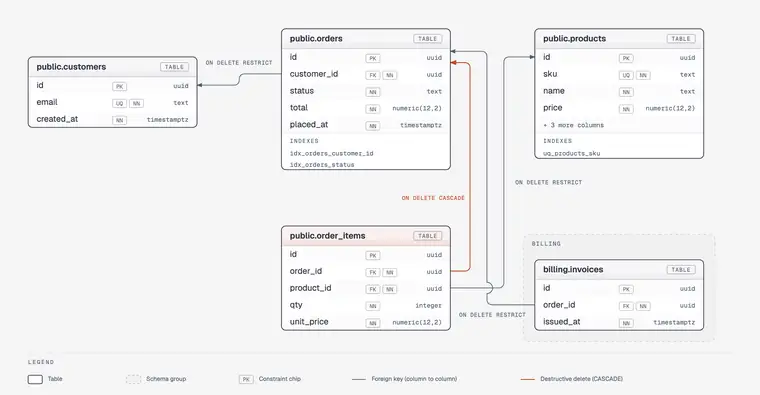 public.customers TABLE
id PK uuid
email UQ NN text
created_at NN timestamptz
ON DELETE RESTRICT
public.orders TABLE
id PK uuid
customer_id FK NN uuid
status NN text
total NN numeric(12,2)
placed_at NN timestamptz
INDEXES
idx_orders_customer_id
idx_orders_status
public.products TABLE
id PK uuid
sku UQ NN text
name NN text
price NN numeric(12,2)
+ 3 more columns
INDEXES
uq_products_sku
ON DELETE CASCADE
ON DELETE RESTRICT
public.order_items TABLE
id PK uuid
order_id FK NN uuid
product_id FK NN uuid
qty NN integer
unit_price NN numeric(12,2)
ON DELETE RESTRICT
BILLING
billing.invoices TABLE
id PK uuid
order_id FK NN uuid
issued_at NN timestamptz
LEGEND
Table
Schema group
PK Constraint chip
Foreign key (column to column)
Destructive delete (CASCADE)